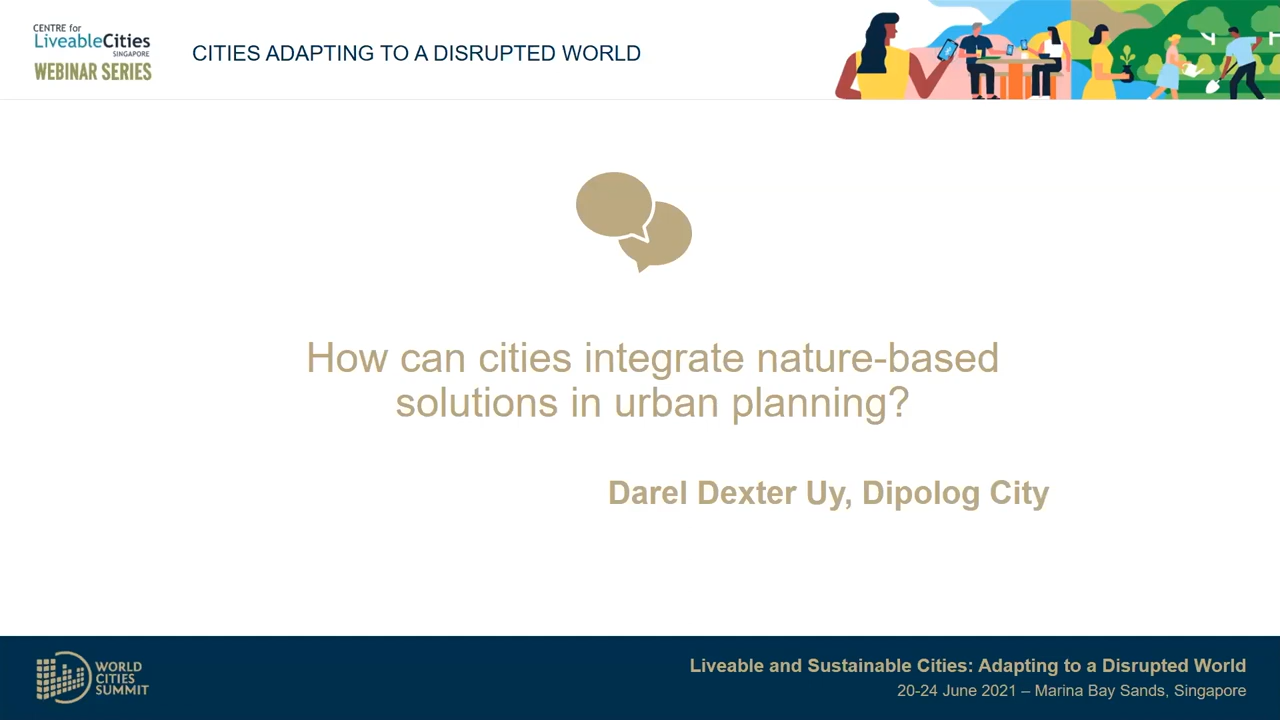 CENTRE for
LiveableCities
SINGAPORE
WEBINAR SERIES
CITIES ADAPTING TO A DISRUPTED WORLD
How can cities integrate nature-based
solutions in urban planning?
Darel Dexter Uy, Dipolog City
WORLD
CITIES
SUMMIT
Liveable and Sustainable Cities: Adapting to a Disrupted World
20-24 June 2021 – Marina Bay Sands, Singapore